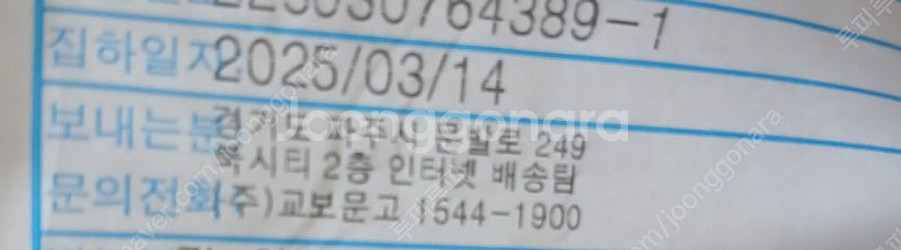 764389-1
집하일자 2025/03/14
보내는분 경기도 파주시 문발로 249
북시티 2층 인터넷 배송팀
문의전화 주)교보문고 1544-1900
joonggonara